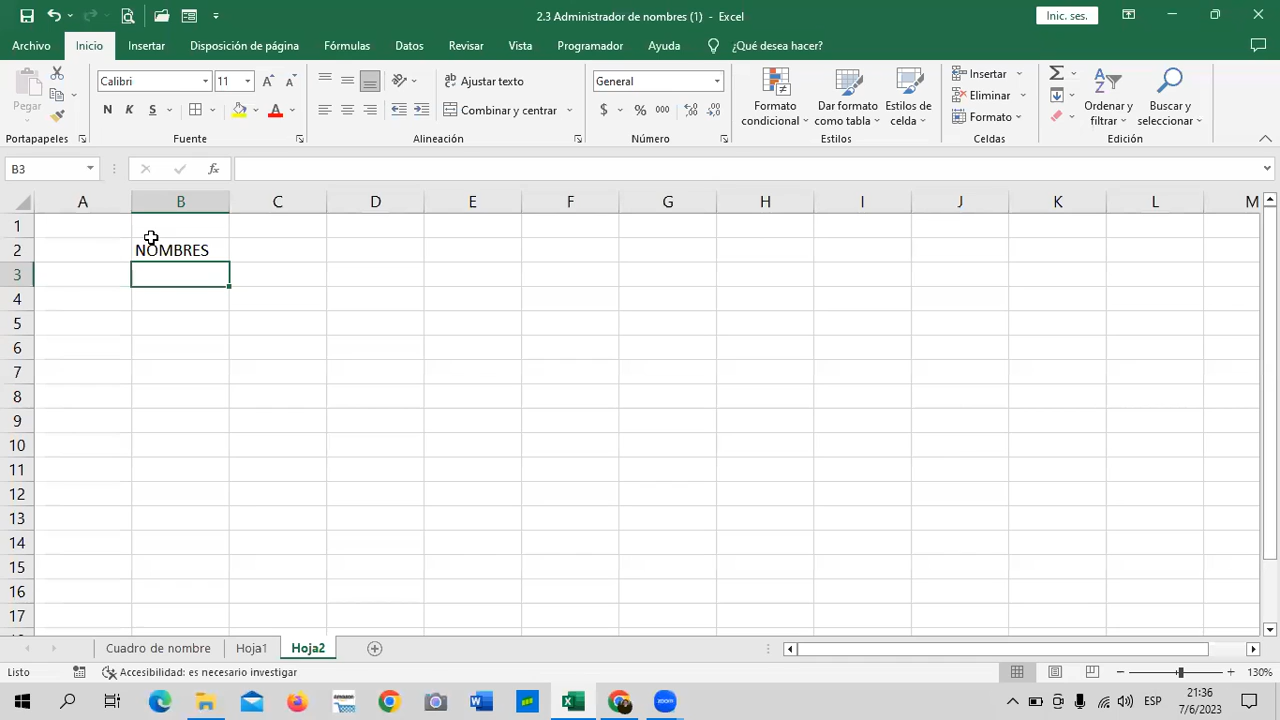 2.3 Administrador de nombres (1) - Excel
Inic. ses.
Archivo Inicio Insertar Disposición de página Fórmulas Datos Revisar Vista Programador Ayuda ¿Qué desea hacer?
Pegar
Calibri 11
N K S
Ajustar texto
Combinar y centrar
General
$ % 000
Formato condicional
Dar formato como tabla
Estilos de celda
Insertar
Eliminar
Formato
Ordenar y filtrar
Buscar y seleccionar
Portapapeles Fuente Alineación Número Estilos Celdas Edición
B3 fx
A B C D E F G H I J K L M
1
2 NOMBRES
3
4
5
6
7
8
9
10
11
12
13
14
15
16
17
Cuadro de nombre Hoja1 Hoja2
Listo Accesibilidad: es necesario investigar 130%
zoom ESP 21:36
7/6/2023